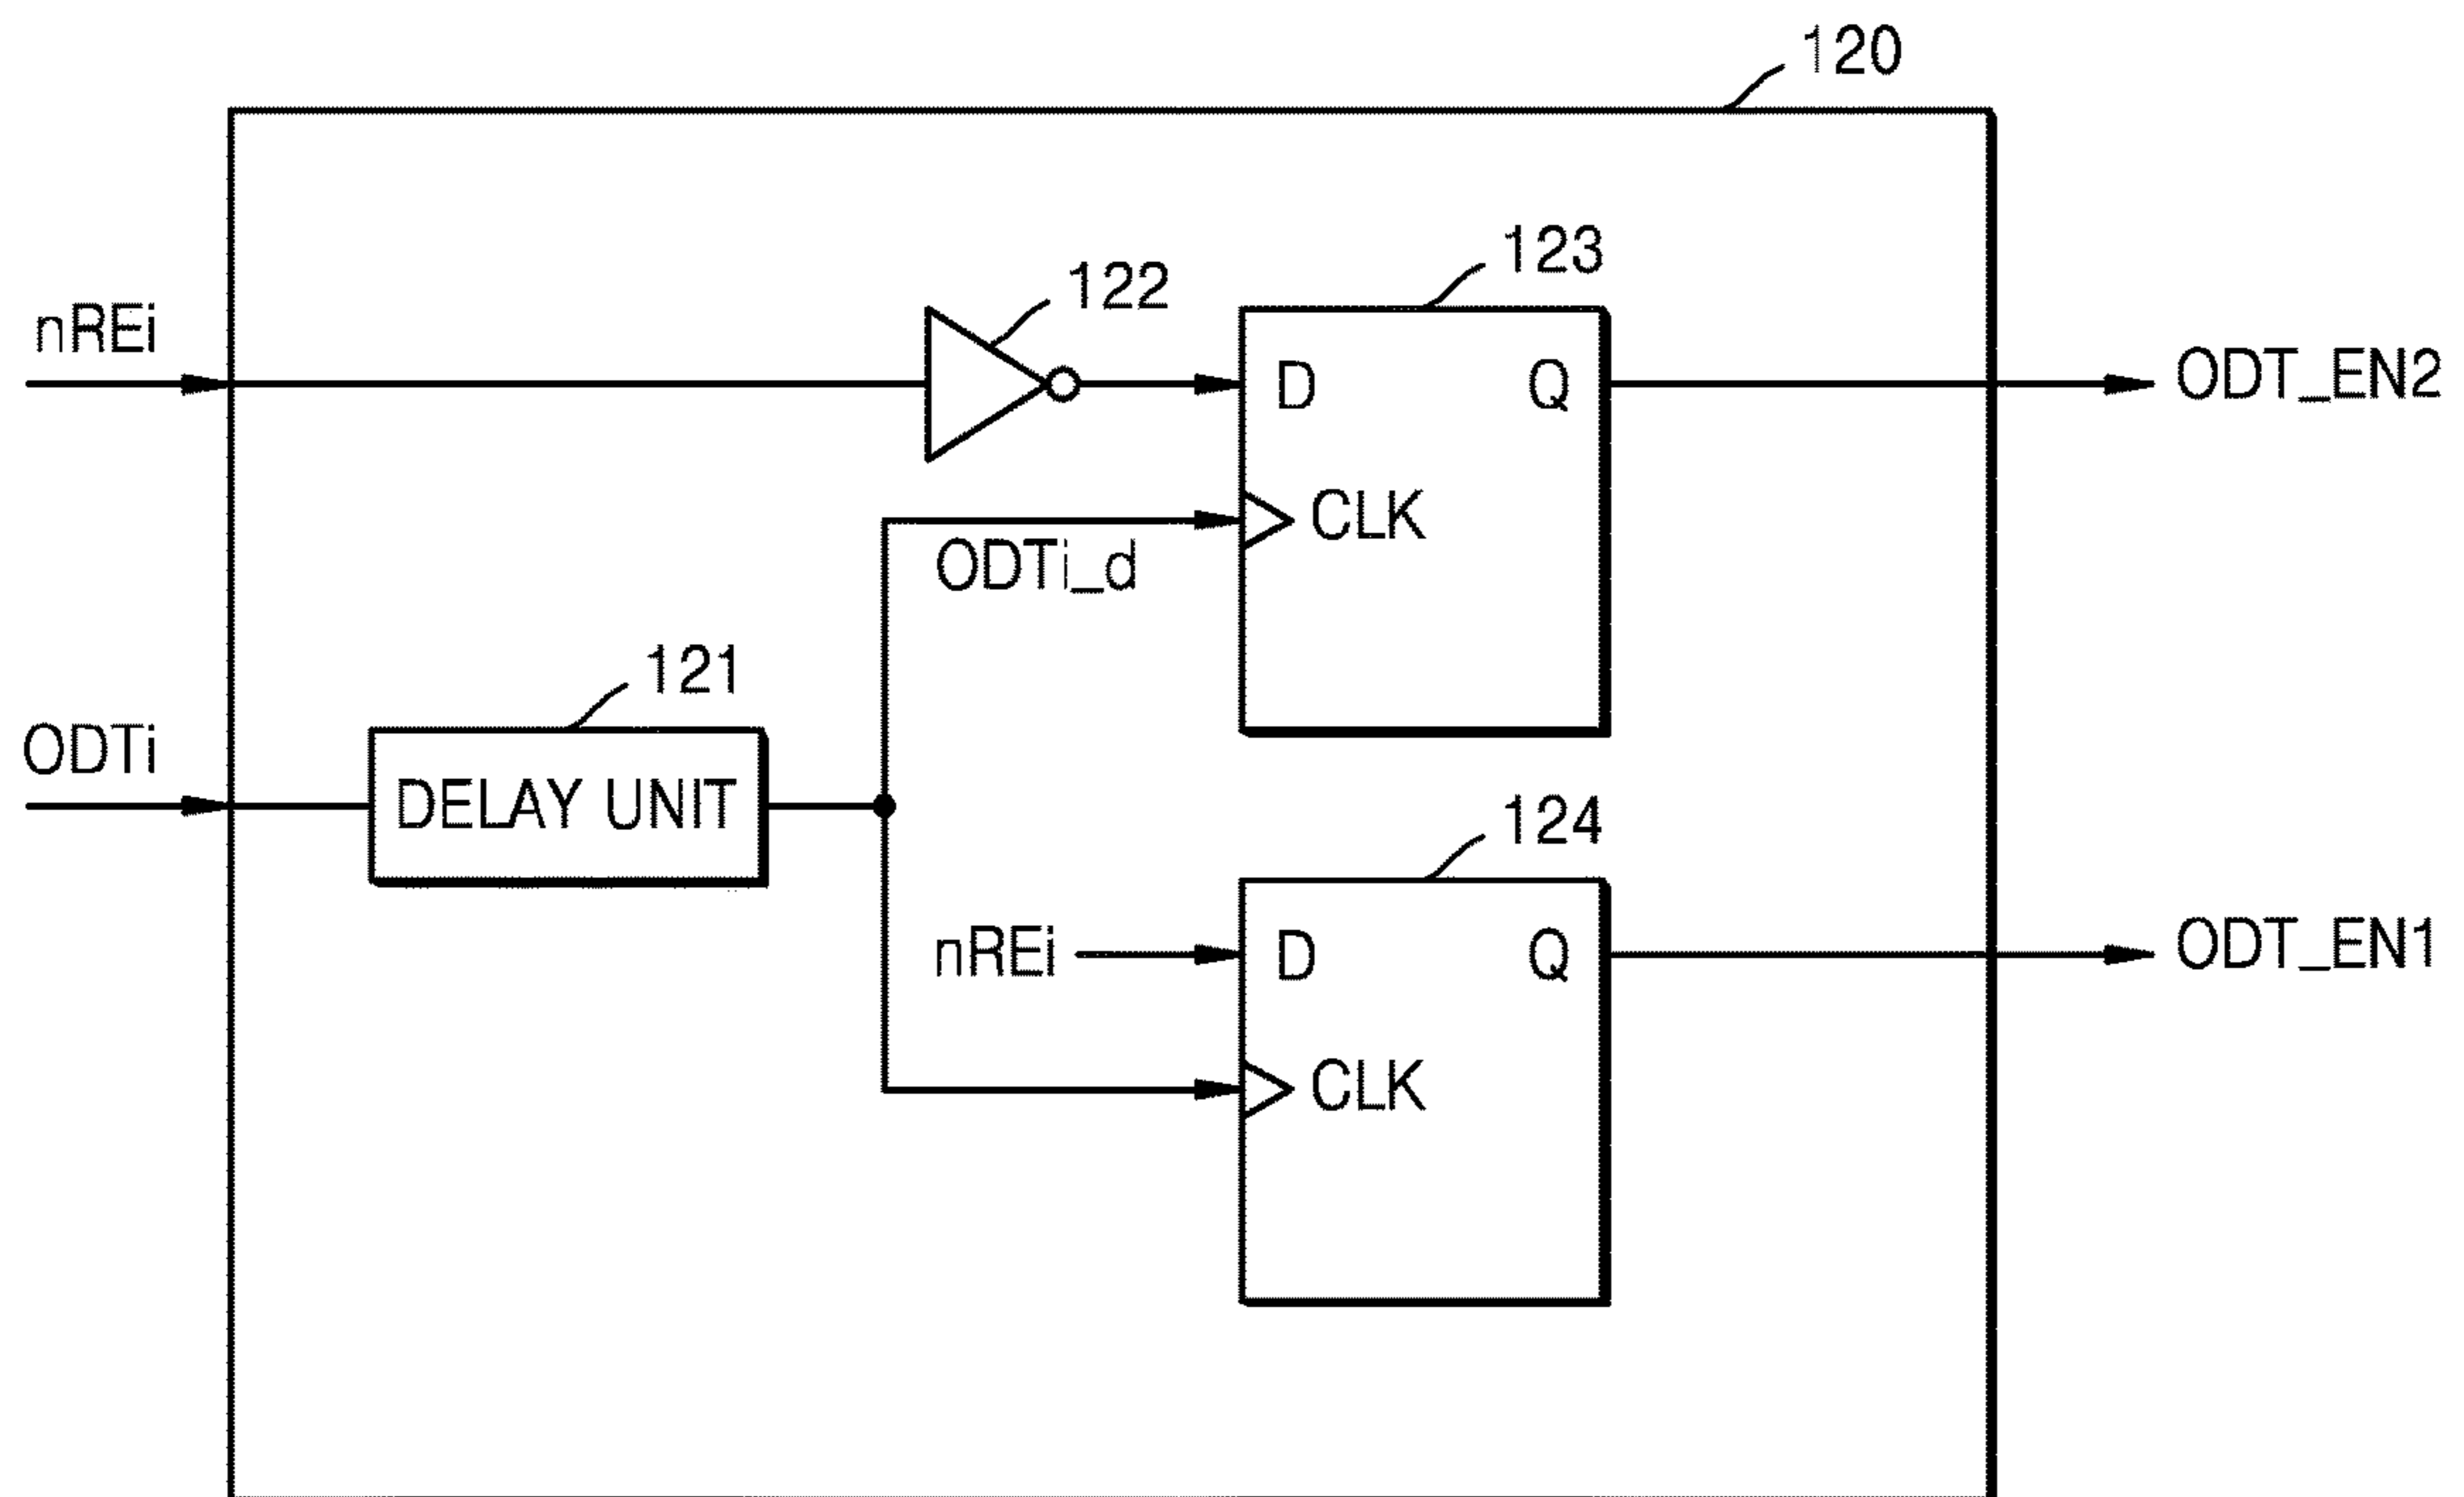 120
123
122
nREi
D
Q
ODT_EN2
CLK
ODTi_d
121
ODTi
DELAY UNIT
124
nREi
D
Q
ODT_EN1
CLK